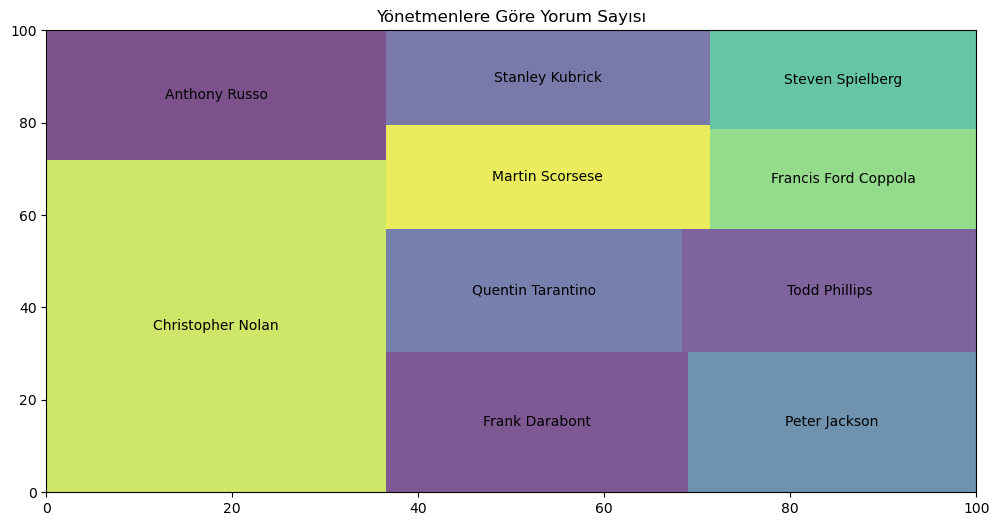 Yönetmenlere Göre Yorum Sayısı
100
80
60
40
20
0
Anthony Russo
Stanley Kubrick
Steven Spielberg
Martin Scorsese
Francis Ford Coppola
Quentin Tarantino
Todd Phillips
Christopher Nolan
Frank Darabont
Peter Jackson
0 20 40 60 80 100